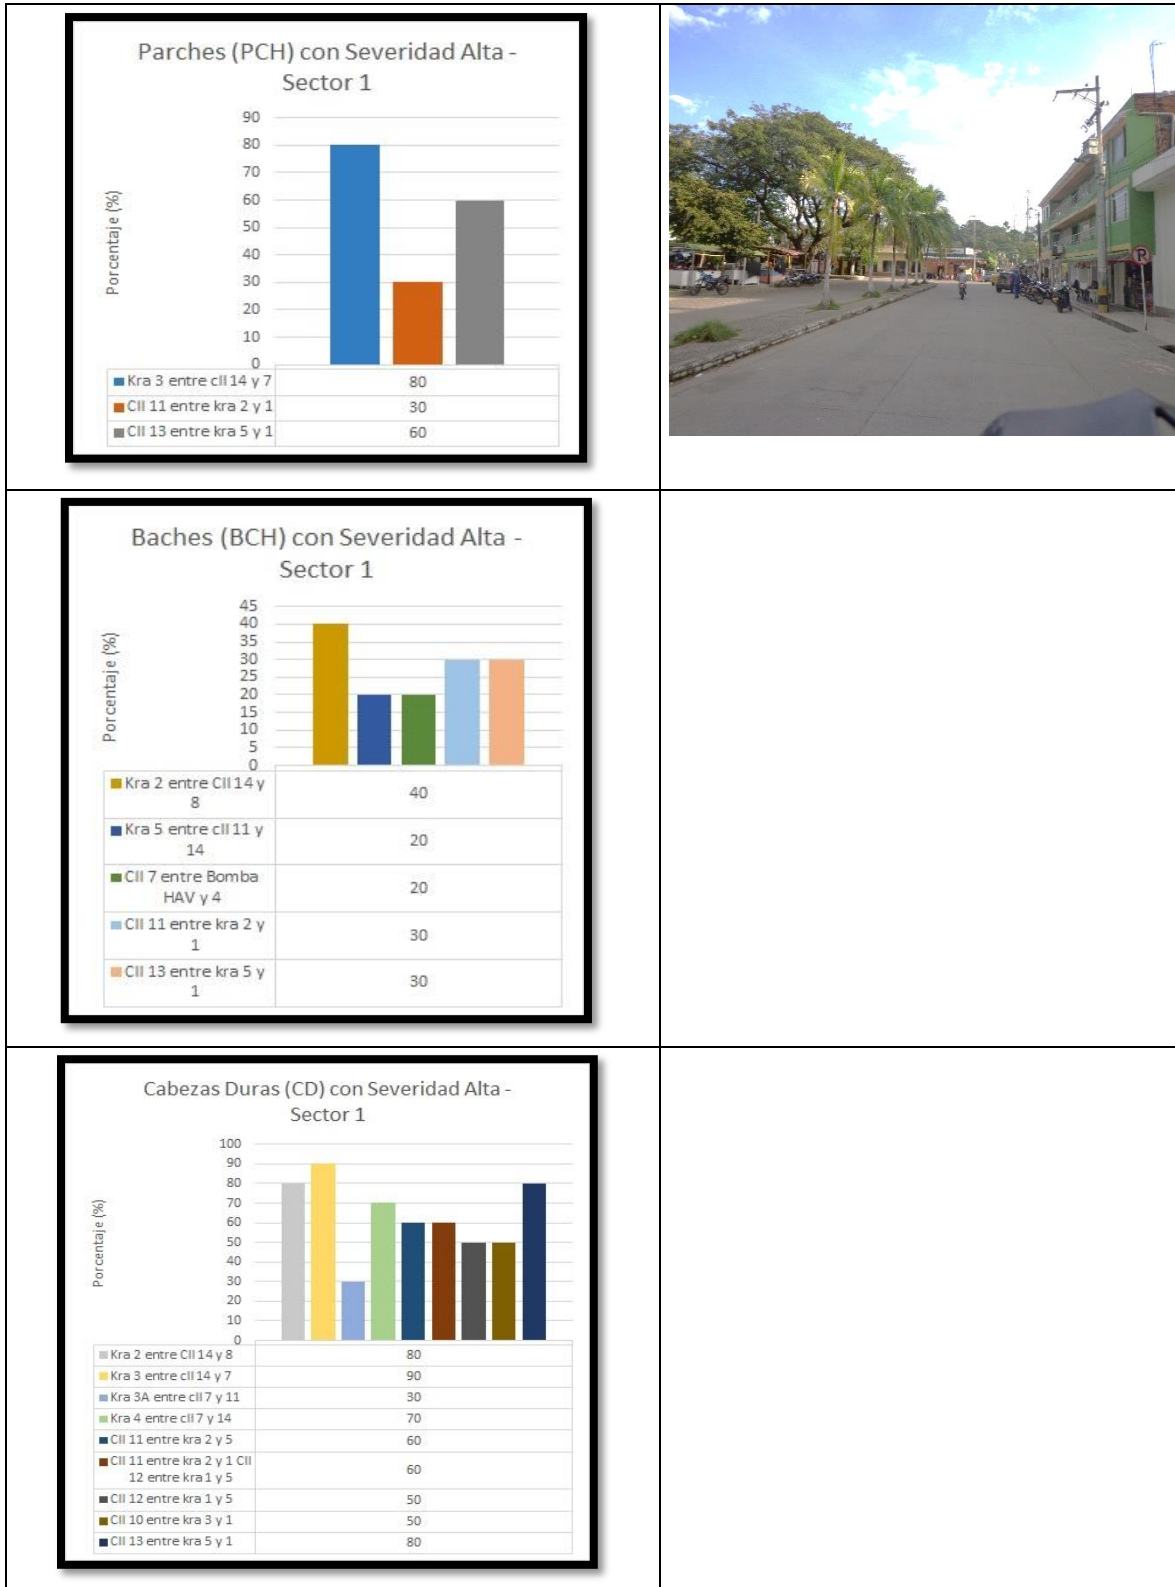 Parches (PCH) con Severidad Alta -
Sector 1
Porcentaje (%)
90
80
70
60
50
40
30
20
10
0
Kra 3 entre cll 14 y 7 80
Cll 11 entre kra 2 y 1 30
Cll 13 entre kra 5 y 1 60
P
Baches (BCH) con Severidad Alta -
Sector 1
Porcentaje (%)
45
40
35
30
25
20
15
10
5
0
Kra 2 entre Cll 14 y
8
40
Kra 5 entre cll 11 y
14
20
Cll 7 entre Bomba
HAV y 4
20
Cll 11 entre kra 2 y
1
30
Cll 13 entre kra 5 y
1
30
Cabezas Duras (CD) con Severidad Alta -
Sector 1
Porcentaje (%)
100
90
80
70
60
50
40
30
20
10
0
Kra 2 entre Cll 14 y 8 80
Kra 3 entre cll 14 y 7 90
Kra 3A entre cll 7 y 11 30
Kra 4 entre cll 7 y 14 70
Cll 11 entre kra 2 y 5 60
Cll 11 entre kra 2 y 1 Cll
12 entre kra 1 y 5
60
Cll 12 entre kra 1 y 5 50
Cll 10 entre kra 3 y 1 50
Cll 13 entre kra 5 y 1 80